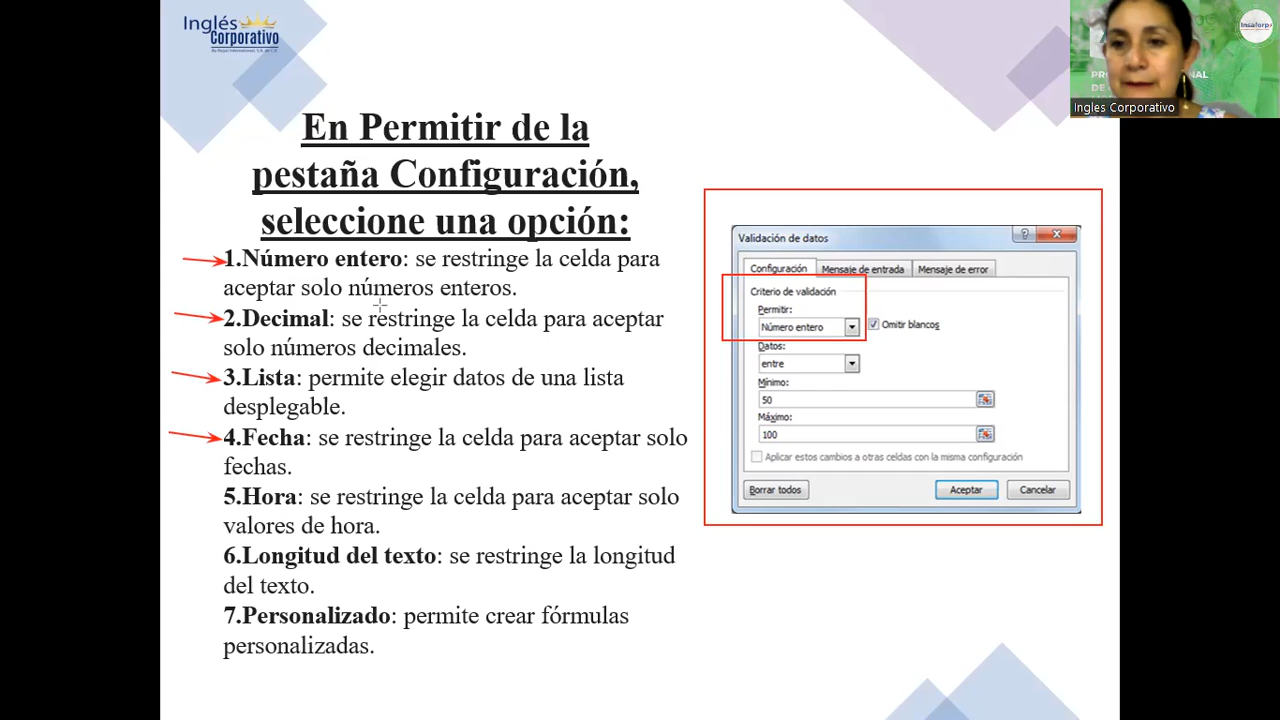 Inglés
Corporativo
En Permitir de la
pestaña Configuración,
seleccione una opción:
1.Número entero: se restringe la celda para
aceptar solo números enteros.
2.Decimal: se restringe la celda para aceptar
solo números decimales.
3.Lista: permite elegir datos de una lista
desplegable.
4.Fecha: se restringe la celda para aceptar solo
fechas.
5.Hora: se restringe la celda para aceptar solo
valores de hora.
6.Longitud del texto: se restringe la longitud
del texto.
7.Personalizado: permite crear fórmulas
personalizadas.
Validación de datos
?
Configuración Mensaje de entrada Mensaje de error
Criterio de validación
Permitir:
Número entero Omitir blancos
Datos:
entre
Mínimo:
50
Máximo:
100
Aplicar estos cambios a otras celdas con la misma configuración
Borrar todos Aceptar Cancelar
Ingles Corporativo